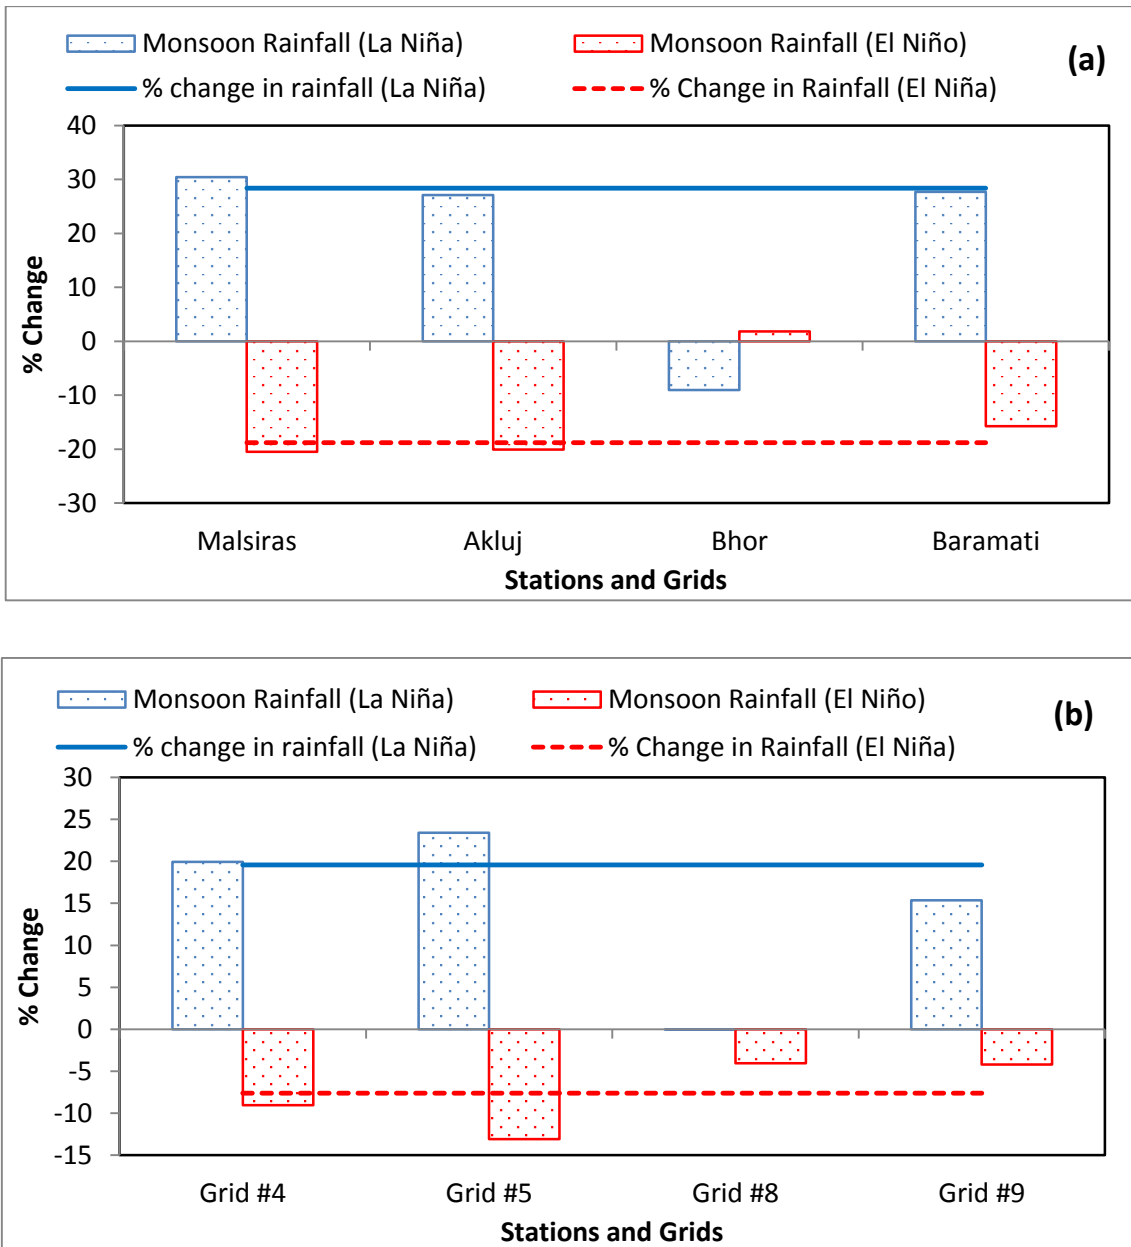 Monsoon Rainfall (La Niña) Monsoon Rainfall (El Niño) (a)
% change in rainfall (La Niña) % Change in Rainfall (El Niña)
40
30
20
10
0
-10
-20
-30
% Change
Malsiras Akluj Bhor Baramati
Stations and Grids
Monsoon Rainfall (La Niña) Monsoon Rainfall (El Niño) (b)
% change in rainfall (La Niña) % Change in Rainfall (El Niña)
30
25
20
15
10
5
0
-5
-10
-15
% Change
Grid #4 Grid #5 Grid #8 Grid #9
Stations and Grids